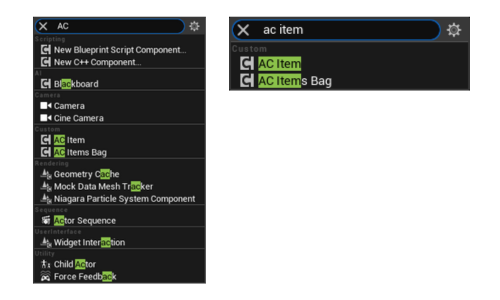 AC
Scripting
New Blueprint Script Component...
New C++ Component...
AI
Blackboard
Camera
Camera
Cine Camera
Custom
AC Item
AC Items Bag
Rendering
Geometry Cache
Mock Data Mesh Tracker
Niagara Particle System Component
Sequence
Actor Sequence
UserInterface
Widget Interaction
Utility
Child Actor
Force Feedback
ac item
Custom
AC Item
AC Items Bag